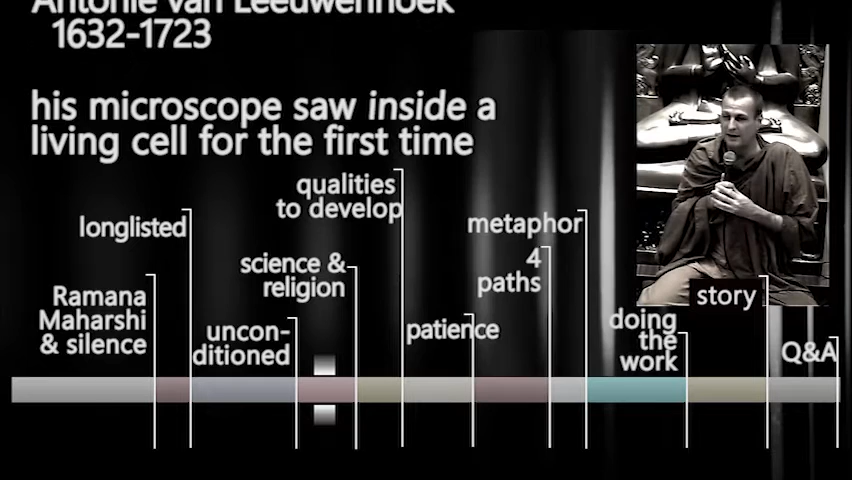 Antonie van Leeuwenhoek
1632-1723
his microscope saw inside a
living cell for the first time
Ramana
Maharshi
& silence
longlisted
uncon-
ditioned
science &
religion
qualities
to develop
patience
metaphor
4
paths
doing
the
work
story
Q&A